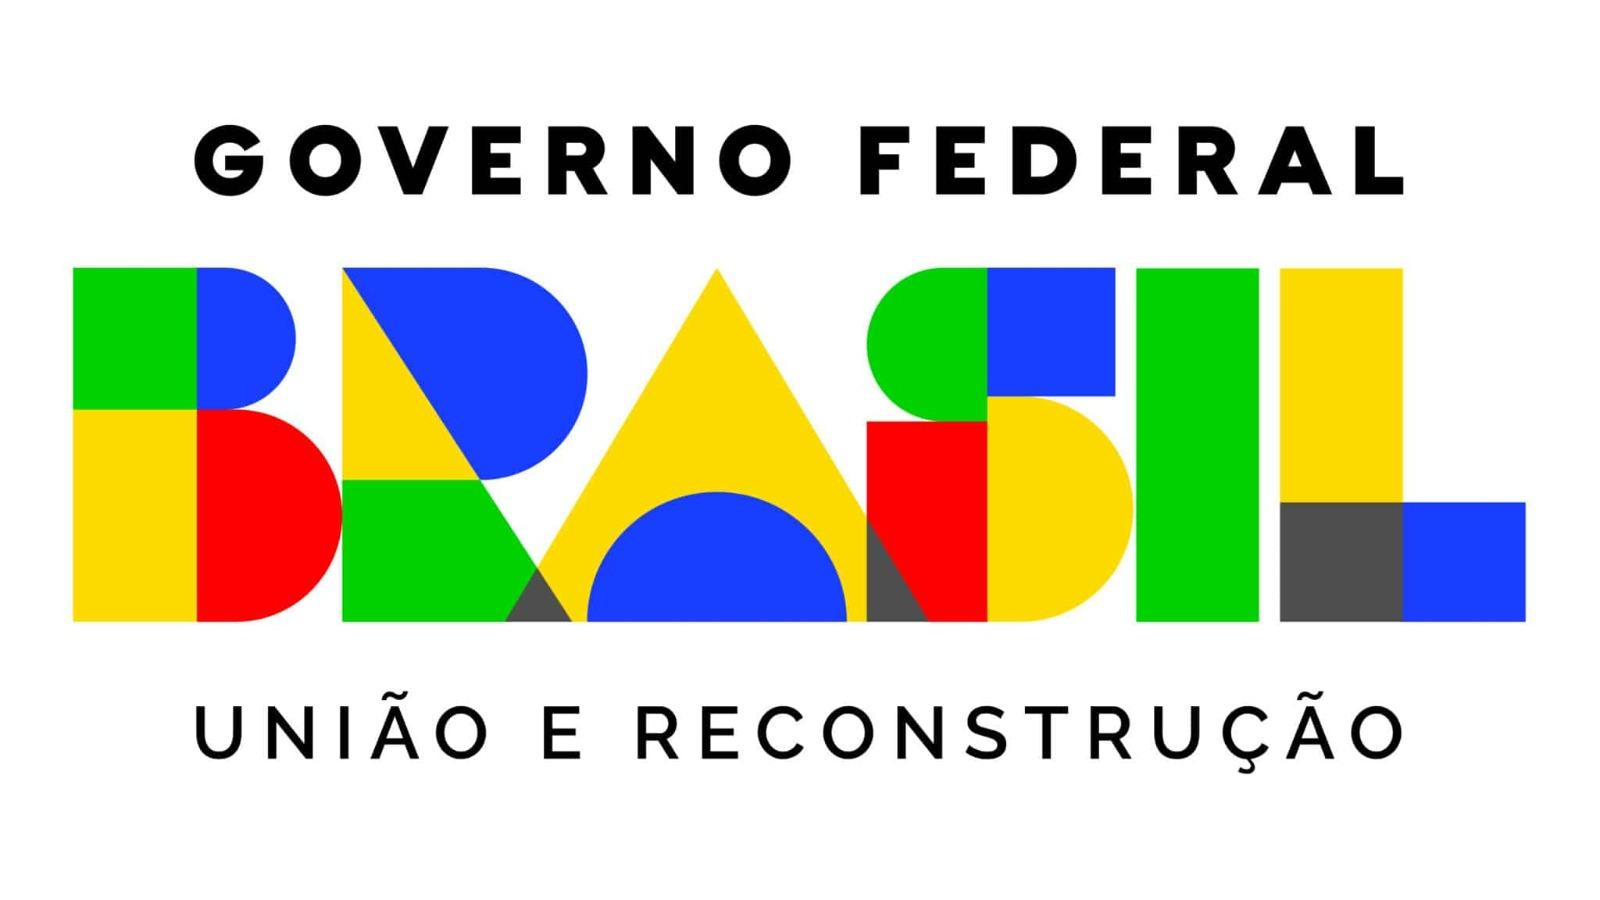 GOVERNO FEDERAL
BRASIL
UNIÃO E RECONSTRUÇÃO